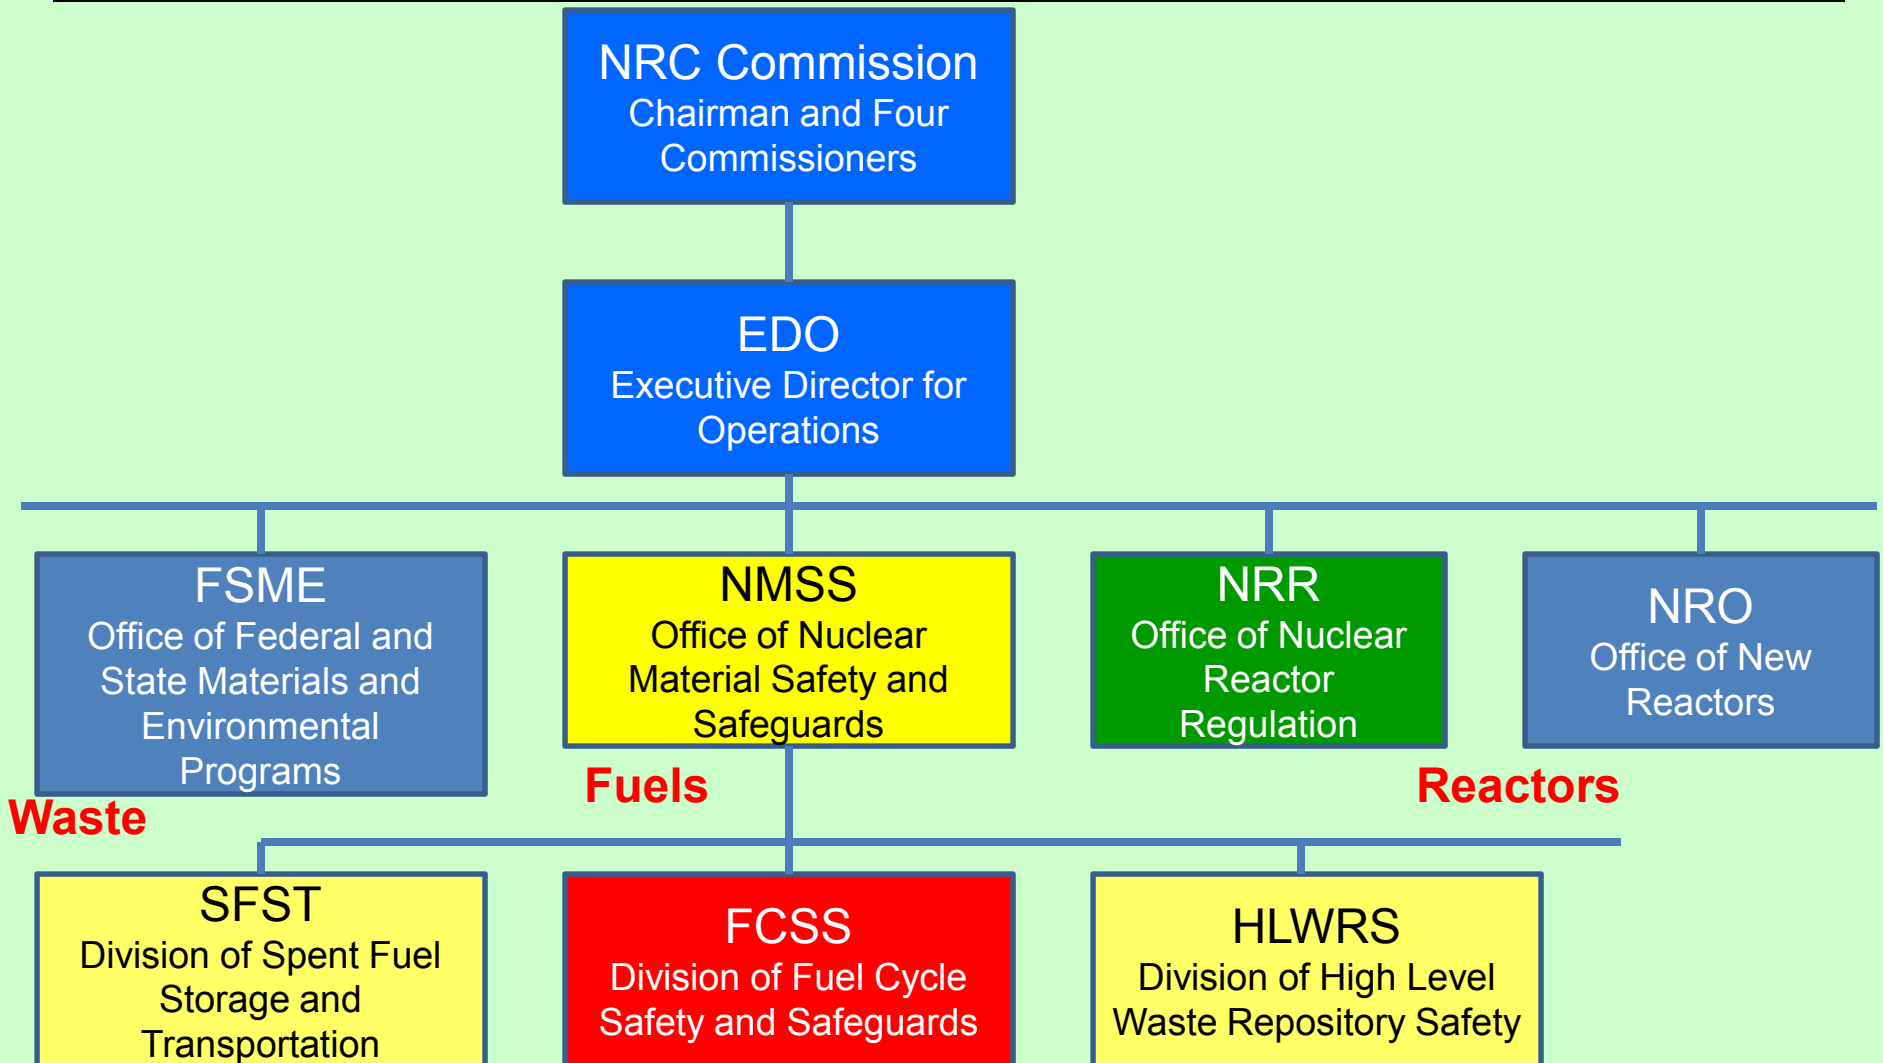 NRC Commission
Chairman and Four
Commissioners
EDO
Executive Director for
Operations
FSME
Office of Federal and
State Materials and
Environmental
Programs
NMSS
Office of Nuclear
Material Safety and
Safeguards
NRR
Office of Nuclear
Reactor
Regulation
NRO
Office of New
Reactors
Waste
Fuels
Reactors
SFST
Division of Spent Fuel
Storage and
Transportation
FCSS
Division of Fuel Cycle
Safety and Safeguards
HLWRS
Division of High Level
Waste Repository Safety